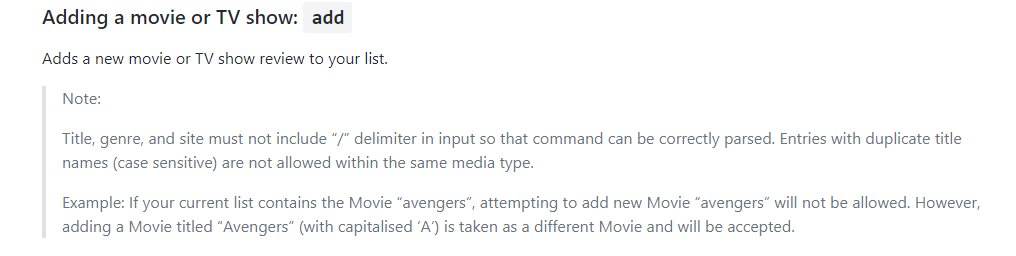 Adding a movie or TV show: add
Adds a new movie or TV show review to your list.
Note:
Title, genre, and site must not include “/” delimiter in input so that command can be correctly parsed. Entries with duplicate title
names (case sensitive) are not allowed within the same media type.
Example: If your current list contains the Movie “avengers”, attempting to add new Movie “avengers” will not be allowed. However,
adding a Movie titled “Avengers” (with capitalised ‘A’) is taken as a different Movie and will be accepted.